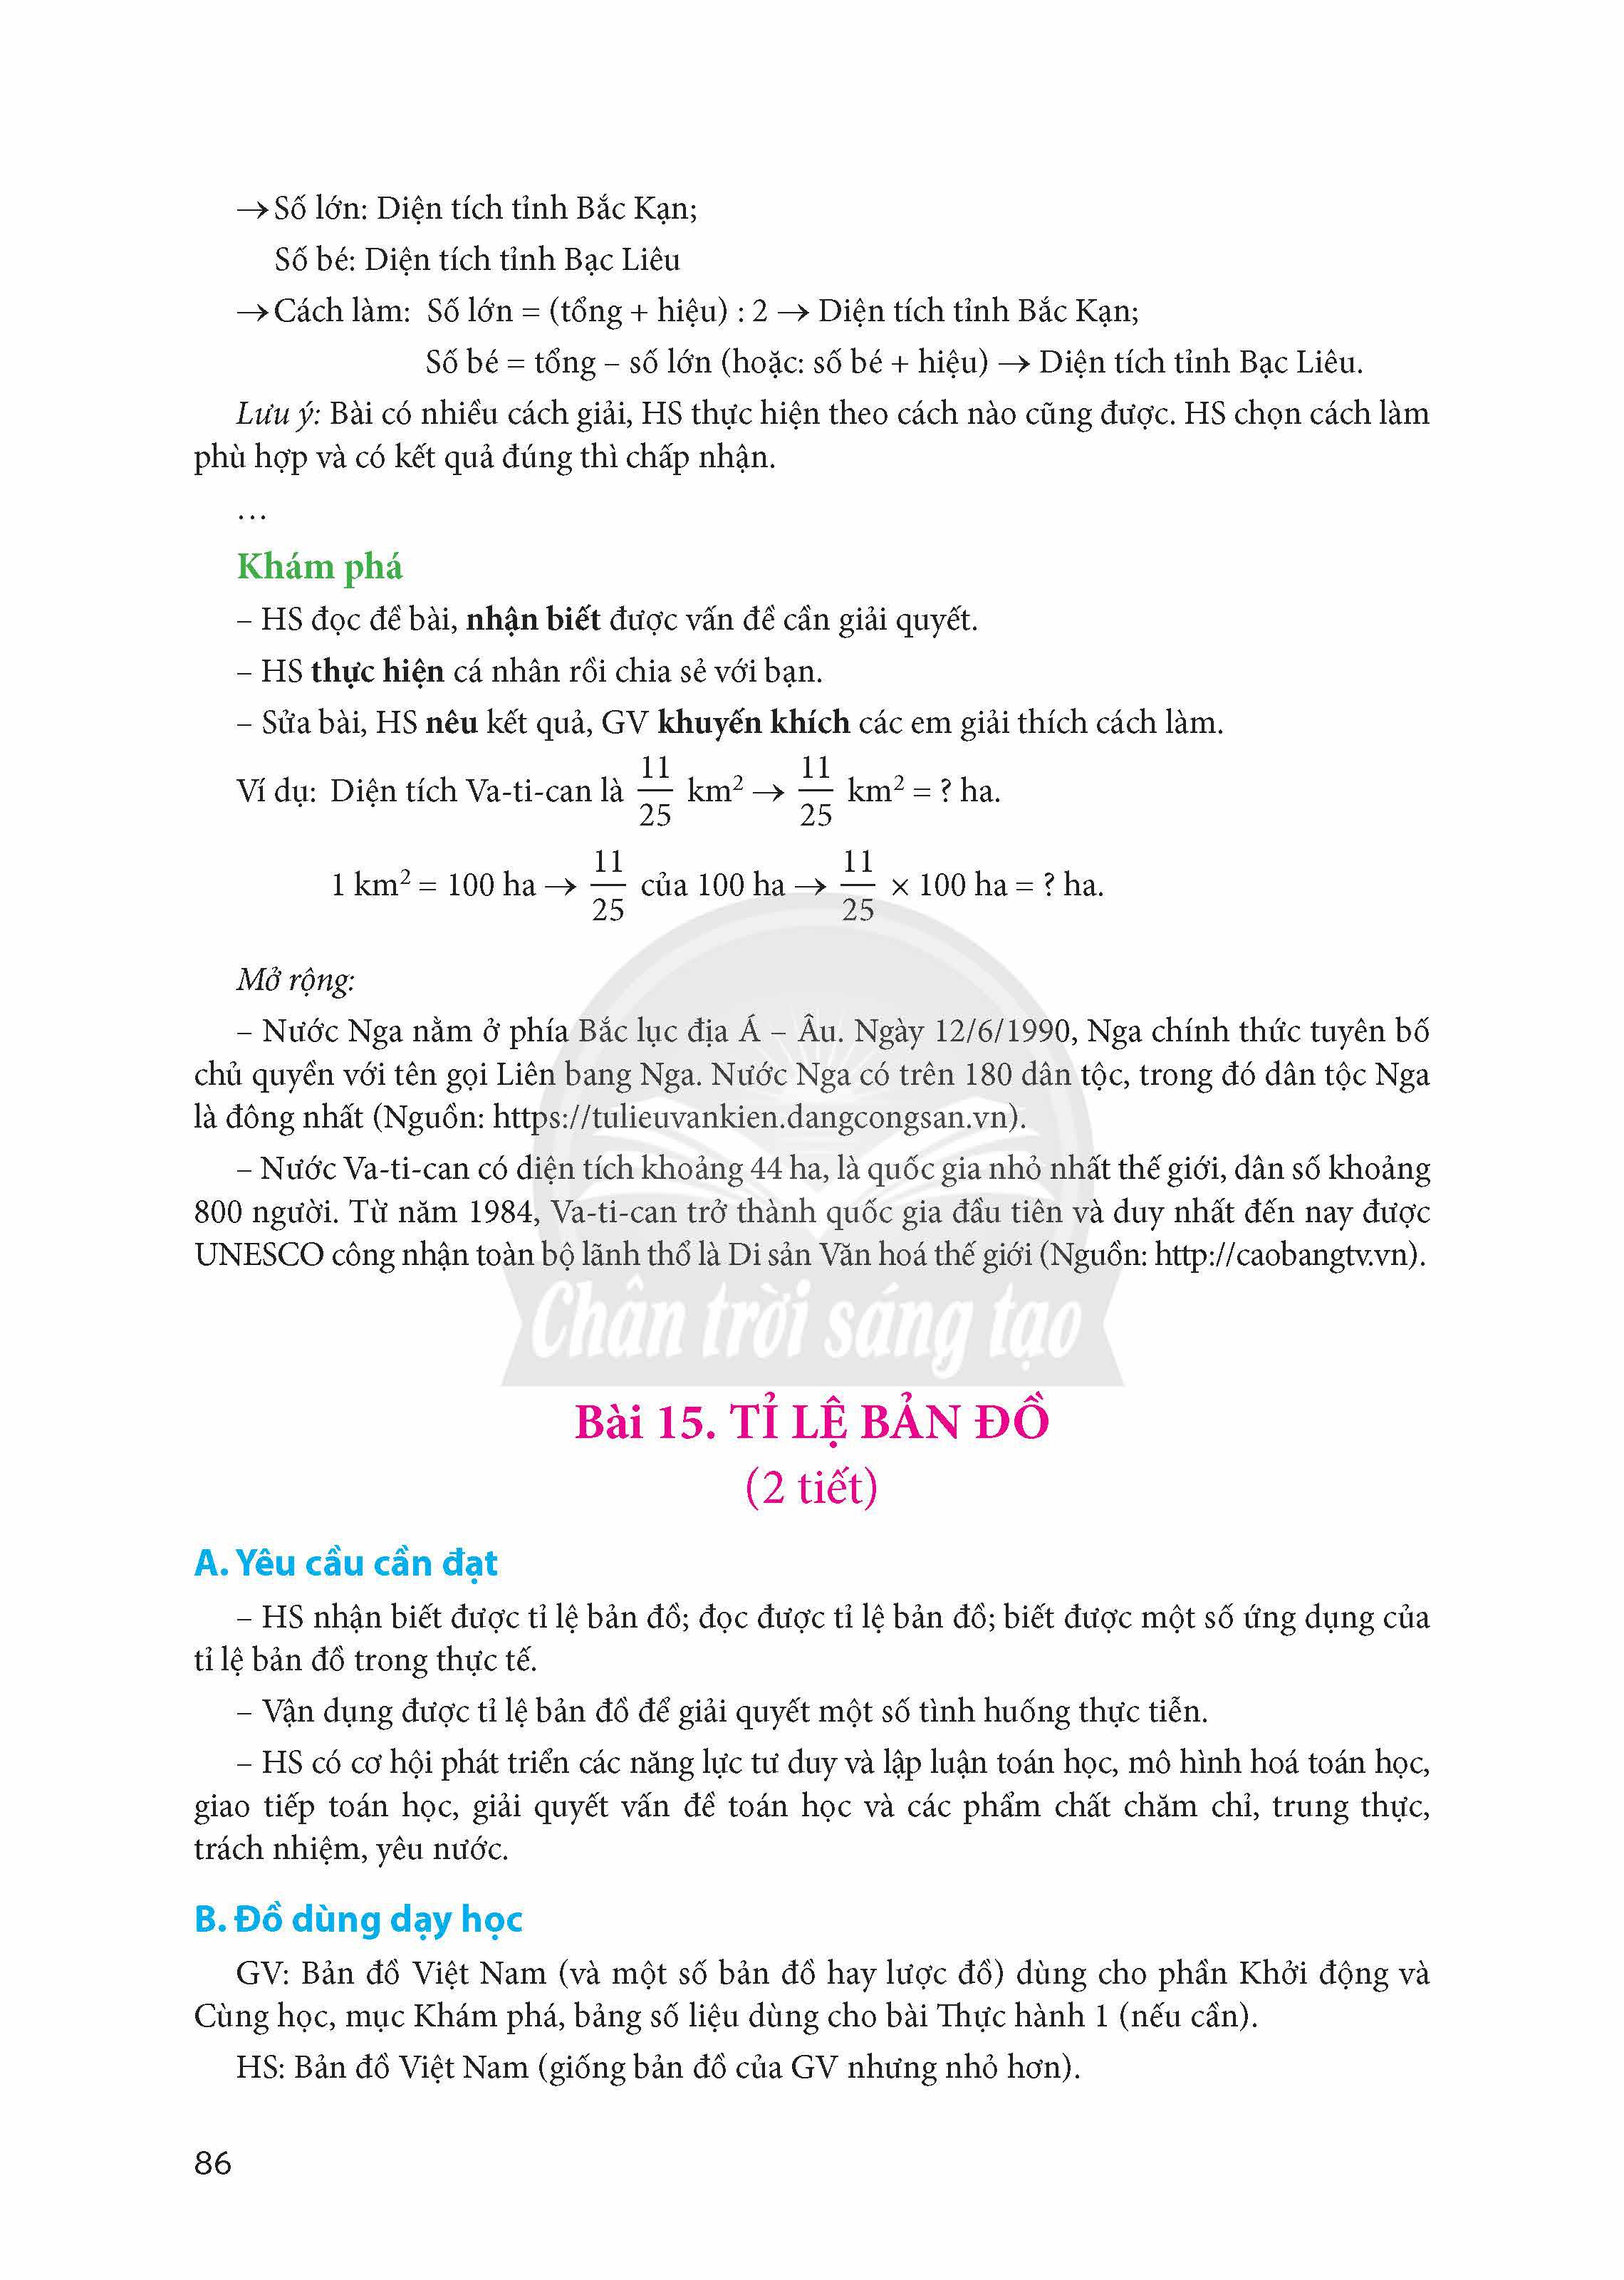 → Số lớn: Diện tích tỉnh Bắc Kạn;
Số bé: Diện tích tỉnh Bạc Liêu
→ Cách làm: Số lớn = (tổng + hiệu) : 2 → Diện tích tỉnh Bắc Kạn;
Số bé = tổng – số lớn (hoặc: số bé + hiệu) → Diện tích tỉnh Bạc Liêu.
Lưu ý: Bài có nhiều cách giải, HS thực hiện theo cách nào cũng được. HS chọn cách làm
phù hợp và có kết quả đúng thì chấp nhận.
…
Khám phá
– HS đọc đề bài, nhận biết được vấn đề cần giải quyết.
– HS thực hiện cá nhân rồi chia sẻ với bạn.
– Sửa bài, HS nêu kết quả, GV khuyến khích các em giải thích cách làm.
Ví dụ: Diện tích Va-ti-can là 11/25 km² → 11/25 km² = ? ha.
1 km² = 100 ha → 11/25 của 100 ha → 11/25 × 100 ha = ? ha.
Mở rộng:
– Nước Nga nằm ở phía Bắc lục địa Á – Âu. Ngày 12/6/1990, Nga chính thức tuyên bố
chủ quyền với tên gọi Liên bang Nga. Nước Nga có trên 180 dân tộc, trong đó dân tộc Nga
là đông nhất (Nguồn: https://tulieuvankien.dangcongsan.vn).
– Nước Va-ti-can có diện tích khoảng 44 ha, là quốc gia nhỏ nhất thế giới, dân số khoảng
800 người. Từ năm 1984, Va-ti-can trở thành quốc gia đầu tiên và duy nhất đến nay được
UNESCO công nhận toàn bộ lãnh thổ là Di sản Văn hoá thế giới (Nguồn: http://caobangtv.vn).
Chân trời sáng tạo
Bài 15. TỈ LỆ BẢN ĐỒ
(2 tiết)
A. Yêu cầu cần đạt
– HS nhận biết được tỉ lệ bản đồ; đọc được tỉ lệ bản đồ; biết được một số ứng dụng của
tỉ lệ bản đồ trong thực tế.
– Vận dụng được tỉ lệ bản đồ để giải quyết một số tình huống thực tiễn.
– HS có cơ hội phát triển các năng lực tư duy và lập luận toán học, mô hình hoá toán học,
giao tiếp toán học, giải quyết vấn đề toán học và các phẩm chất chăm chỉ, trung thực,
trách nhiệm, yêu nước.
B. Đồ dùng dạy học
GV: Bản đồ Việt Nam (và một số bản đồ hay lược đồ) dùng cho phần Khởi động và
Cùng học, mục Khám phá, bảng số liệu dùng cho bài Thực hành 1 (nếu cần).
HS: Bản đồ Việt Nam (giống bản đồ của GV nhưng nhỏ hơn).
86